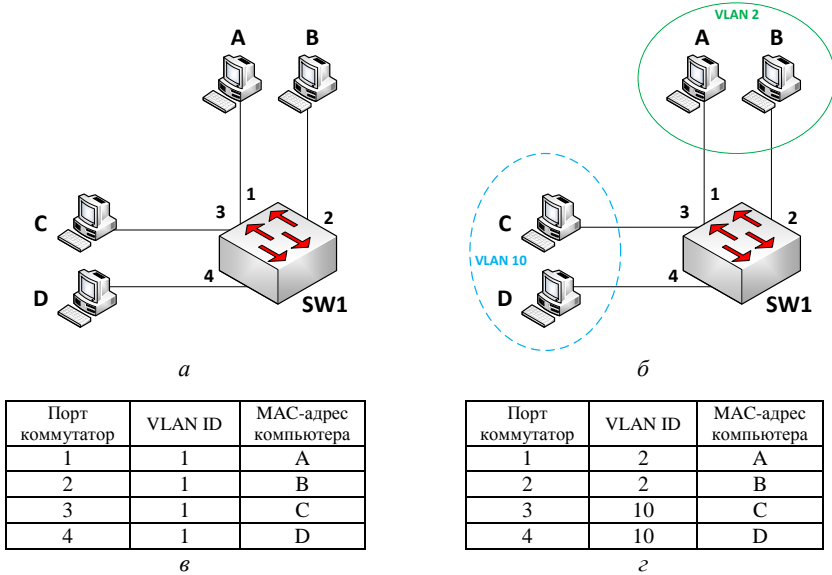 A B
1
3 2
C
4
D
SW1
а
VLAN 2
A B
1
3 2
C
VLAN 10
4
D
SW1
б
Порт коммутатор VLAN ID МАС-адрес компьютера
1 1 A
2 1 B
3 1 C
4 1 D
в
Порт коммутатор VLAN ID МАС-адрес компьютера
1 2 A
2 2 B
3 10 C
4 10 D
г